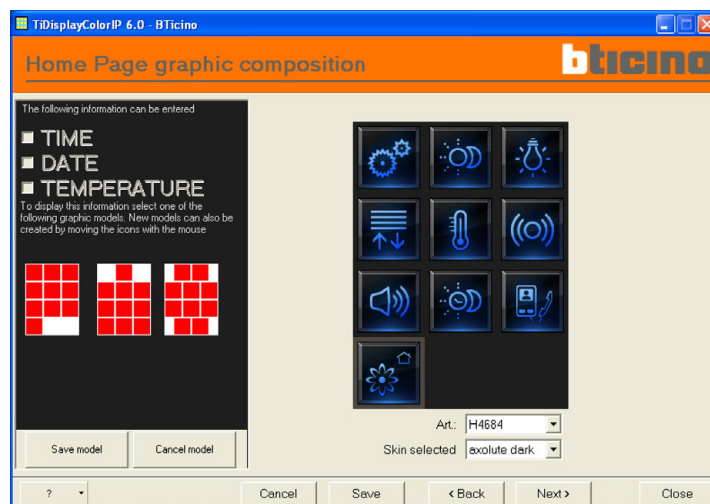 TiDisplayColorIP 6.0 - BTicino
Home Page graphic composition
bticino
The following information can be entered
TIME
DATE
TEMPERATURE
To display this information select one of the
following graphic models. New models can also be
created by moving the icons with the mouse
Save model
Cancel model
Art.: H4684
Skin selected axolute dark
?
Cancel
Save
< Back
Next >
Close